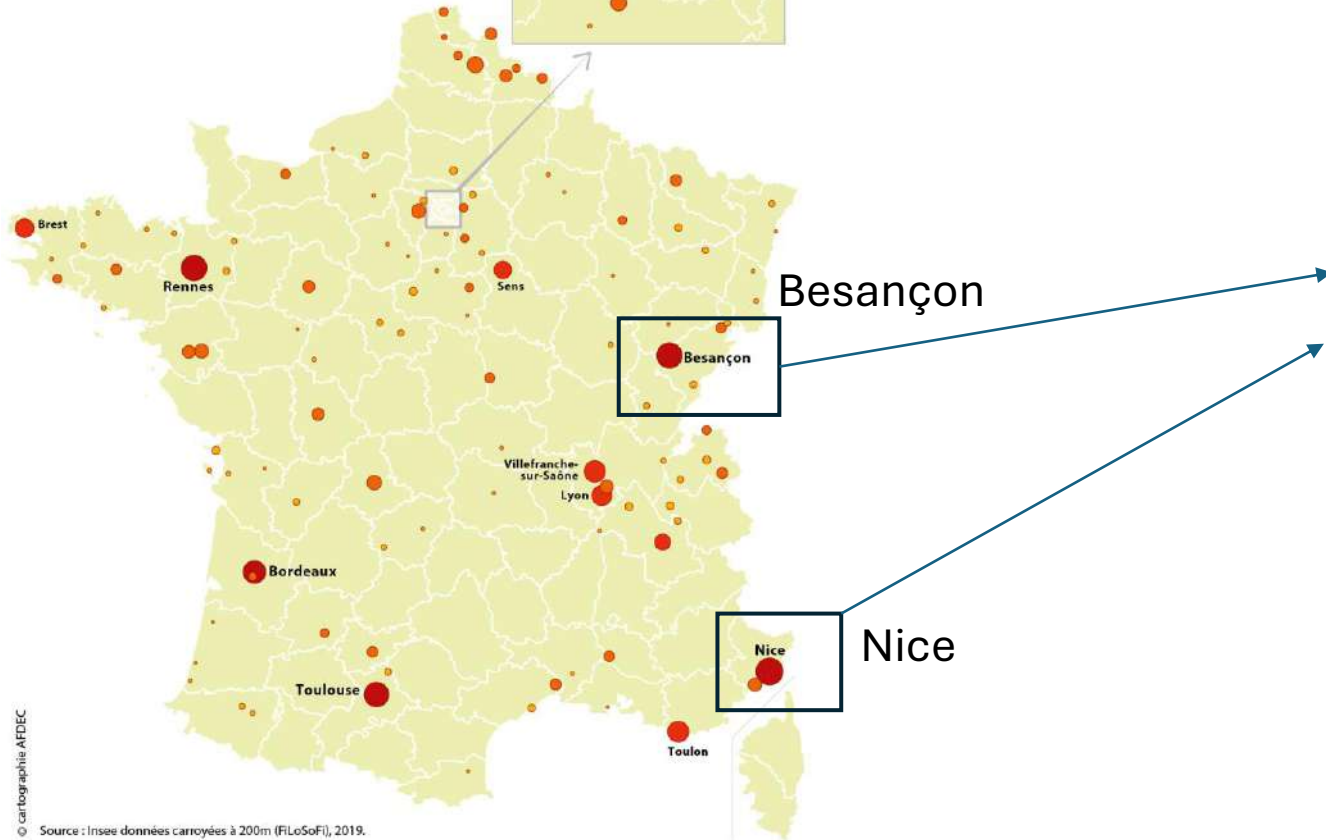 Brest
Rennes
Sens
Besançon
Besançon
Villefranche-
sur-Saône
Lyon
Bordeaux
Nice
Nice
Toulouse
Toulon
© cartographie AFDEC
Source : Insee données carroyées à 200m (FiLoSoFi), 2019.